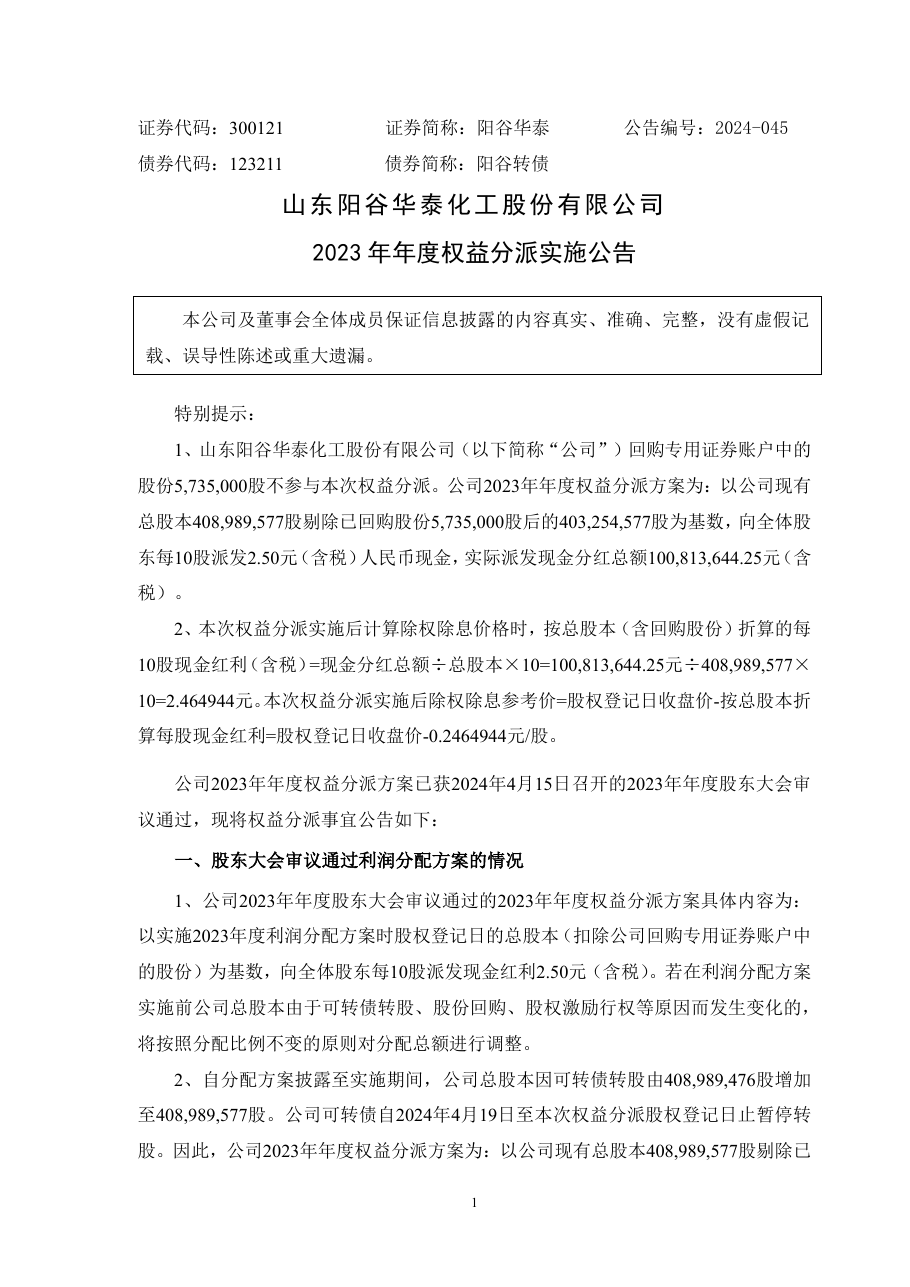 证券代码：300121 证券简称：阳谷华泰 公告编号：2024-045
债券代码：123211 债券简称：阳谷转债
山东阳谷华泰化工股份有限公司
2023 年年度权益分派实施公告
本公司及董事会全体成员保证信息披露的内容真实、准确、完整，没有虚假记
载、误导性陈述或重大遗漏。
特别提示：
1、山东阳谷华泰化工股份有限公司（以下简称“公司”）回购专用证券账户中的
股份5,735,000股不参与本次权益分派。公司2023年年度权益分派方案为：以公司现有
总股本408,989,577股剔除已回购股份5,735,000股后的403,254,577股为基数，向全体股
东每10股派发2.50元（含税）人民币现金，实际派发现金分红总额100,813,644.25元（含
税）。
2、本次权益分派实施后计算除权除息价格时，按总股本（含回购股份）折算的每
10股现金红利（含税）=现金分红总额÷总股本×10=100,813,644.25元÷408,989,577×
10=2.464944元。本次权益分派实施后除权除息参考价=股权登记日收盘价-按总股本折
算每股现金红利=股权登记日收盘价-0.2464944元/股。
公司2023年年度权益分派方案已获2024年4月15日召开的2023年年度股东大会审
议通过，现将权益分派事宜公告如下：
一、股东大会审议通过利润分配方案的情况
1、公司2023年年度股东大会审议通过的2023年年度权益分派方案具体内容为：
以实施2023年度利润分配方案时股权登记日的总股本（扣除公司回购专用证券账户中
的股份）为基数，向全体股东每10股派发现金红利2.50元（含税）。若在利润分配方案
实施前公司总股本由于可转债转股、股份回购、股权激励行权等原因而发生变化的，
将按照分配比例不变的原则对分配总额进行调整。
2、自分配方案披露至实施期间，公司总股本因可转债转股由408,989,476股增加
至408,989,577股。公司可转债自2024年4月19日至本次权益分派股权登记日止暂停转
股。因此，公司2023年年度权益分派方案为：以公司现有总股本408,989,577股剔除已
1